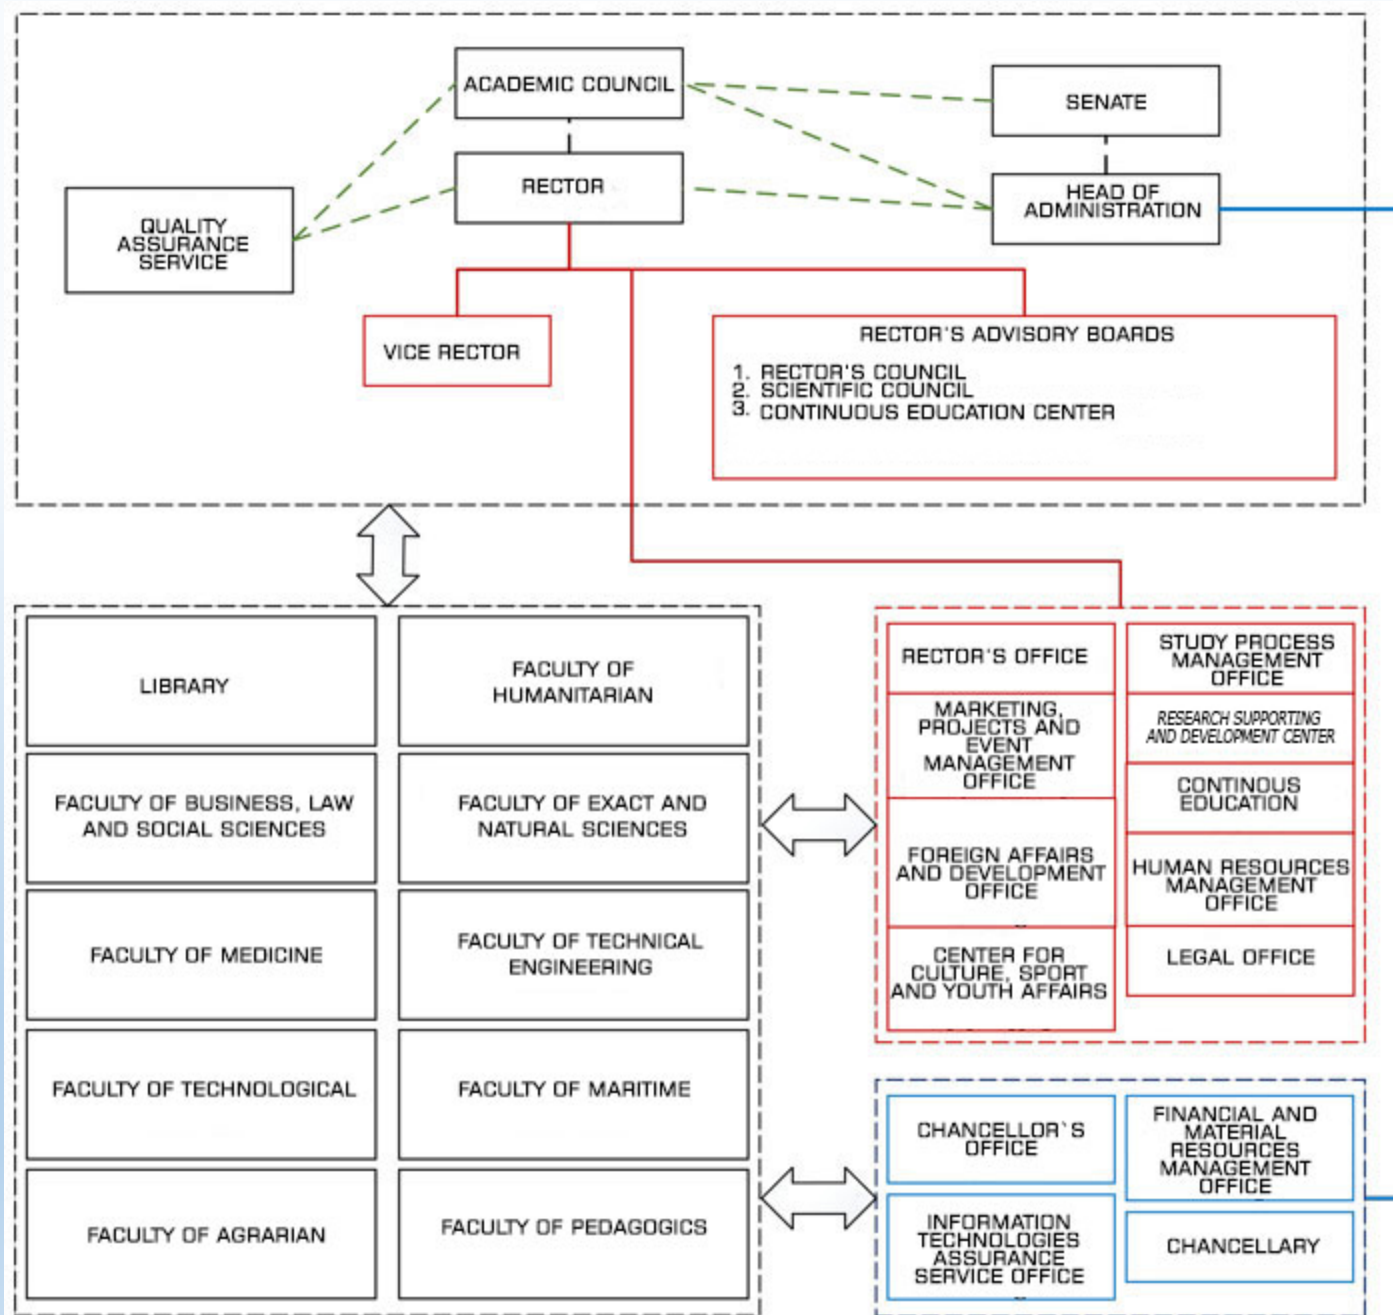 ACADEMIC COUNCIL
SENATE
RECTOR
HEAD OF
ADMINISTRATION
QUALITY
ASSURANCE
SERVICE
VICE RECTOR
RECTOR'S ADVISORY BOARDS
1. RECTOR'S COUNCIL
2. SCIENTIFIC COUNCIL
3. CONTINUOUS EDUCATION CENTER
LIBRARY
FACULTY OF
HUMANITARIAN
FACULTY OF BUSINESS, LAW
AND SOCIAL SCIENCES
FACULTY OF EXACT AND
NATURAL SCIENCES
FACULTY OF MEDICINE
FACULTY OF TECHNICAL
ENGINEERING
FACULTY OF TECHNOLOGICAL
FACULTY OF MARITIME
FACULTY OF AGRARIAN
FACULTY OF PEDAGOGICS
RECTOR'S OFFICE
MARKETING,
PROJECTS AND
EVENT
MANAGEMENT
OFFICE
FOREIGN AFFAIRS
AND DEVELOPMENT
OFFICE
CENTER FOR
CULTURE, SPORT
AND YOUTH AFFAIRS
STUDY PROCESS
MANAGEMENT
OFFICE
RESEARCH SUPPORTING
AND DEVELOPMENT CENTER
CONTINOUS
EDUCATION
HUMAN RESOURCES
MANAGEMENT
OFFICE
LEGAL OFFICE
CHANCELLOR`S
OFFICE
INFORMATION
TECHNOLOGIES
ASSURANCE
SERVICE OFFICE
FINANCIAL AND
MATERIAL
RESOURCES
MANAGEMENT
OFFICE
CHANCELLARY